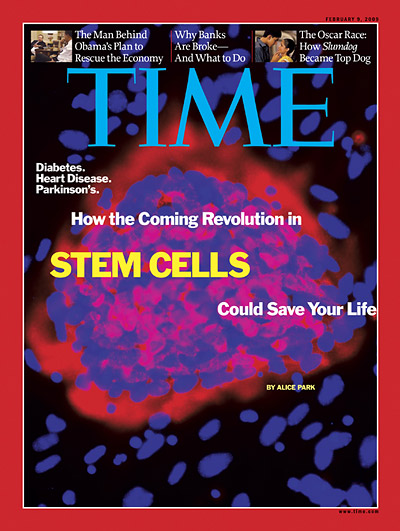 FEBRUARY 9, 2009
The Man Behind
Obama's Plan to
Rescue the Economy
Why Banks
Are Broke—
And What to Do
The Oscar Race:
How Slumdog
Became Top Dog
TIME
Diabetes.
Heart Disease.
Parkinson's.
How the Coming Revolution in
STEM CELLS
Could Save Your Life
BY ALICE PARK
www.time.com